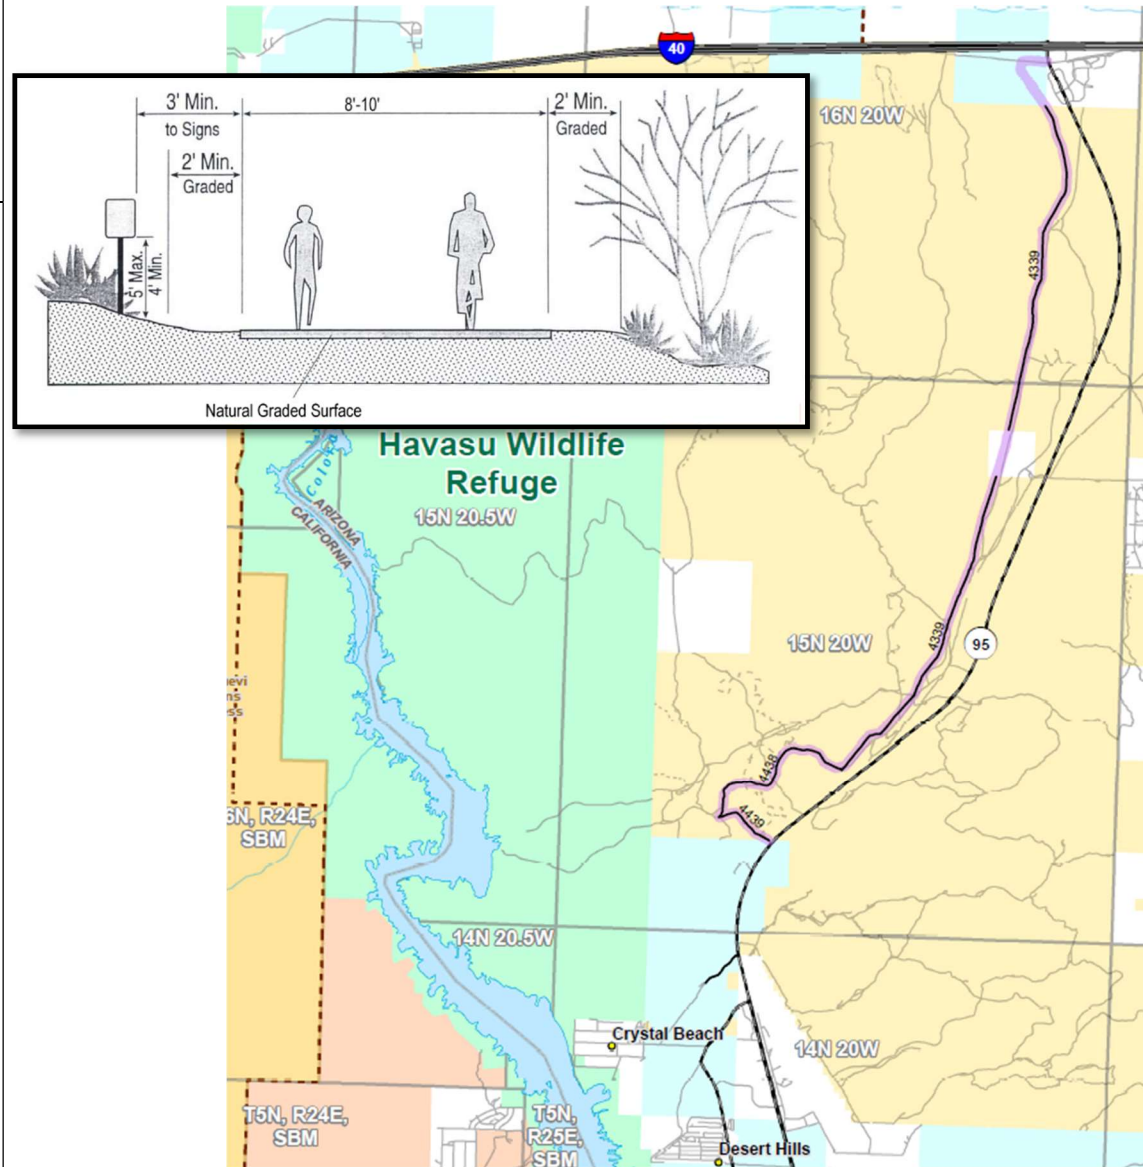 40
3' Min.
to Signs
8'-10'
2' Min.
Graded
2' Min.
Graded
5' Max.
4' Min.
Natural Graded Surface
16N 20W
4339
Havasu Wildlife
Refuge
15N 20.5W
ARIZONA
CALIFORNIA
4339
15N 20W
95
4438
4439
6N, R24E,
SBM
14N 20.5W
Crystal Beach
14N 20W
T5N, R24E,
SBM
T5N,
R25E,
SBM
Desert Hills